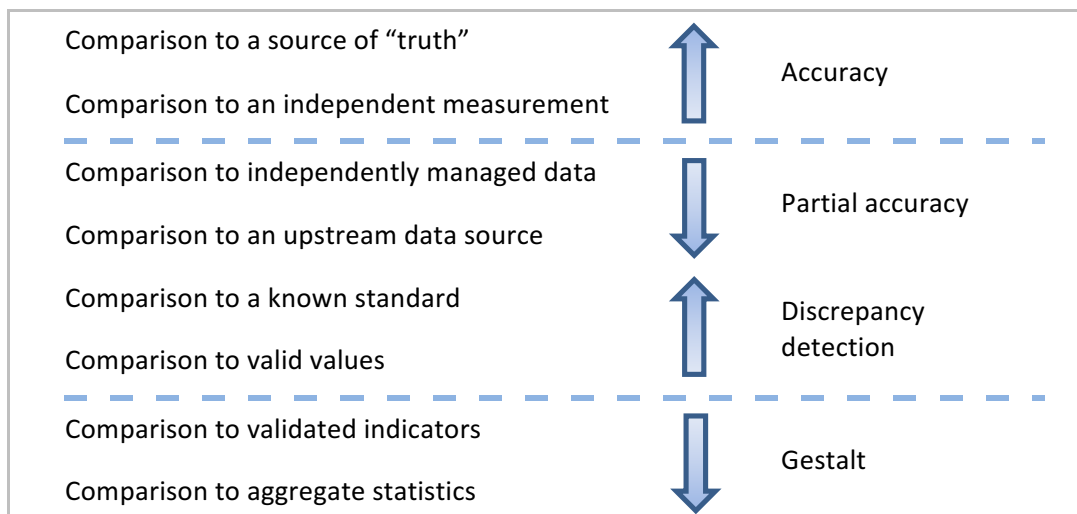 Comparison to a source of “truth”
Comparison to an independent measurement
Accuracy
Comparison to independently managed data
Comparison to an upstream data source
Partial accuracy
Comparison to a known standard
Comparison to valid values
Discrepancy
detection
Comparison to validated indicators
Comparison to aggregate statistics
Gestalt